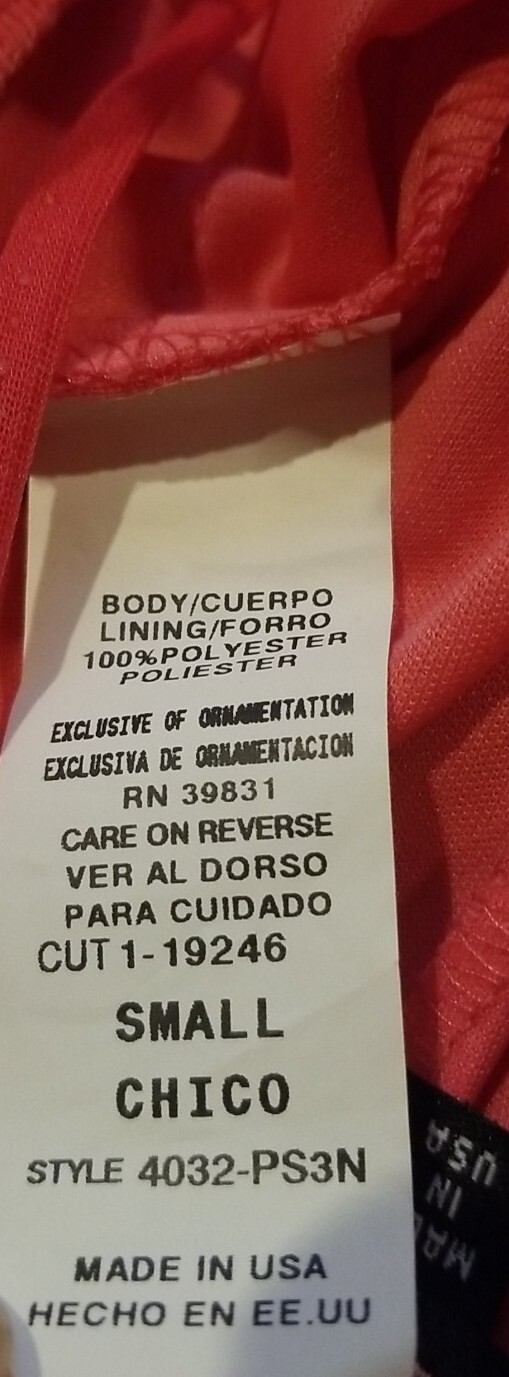 BODY/CUERPO
LINING/FORRO
100%POLYESTER
POLIESTER
EXCLUSIVE OF ORNAMENTATION
EXCLUSIVA DE ORNAMENTACION
RN 39831
CARE ON REVERSE
VER AL DORSO
PARA CUIDADO
CUT 1-19246
SMALL
CHICO
STYLE 4032-PS3N
MADE IN USA
HECHO EN EE.UU
IN
USA